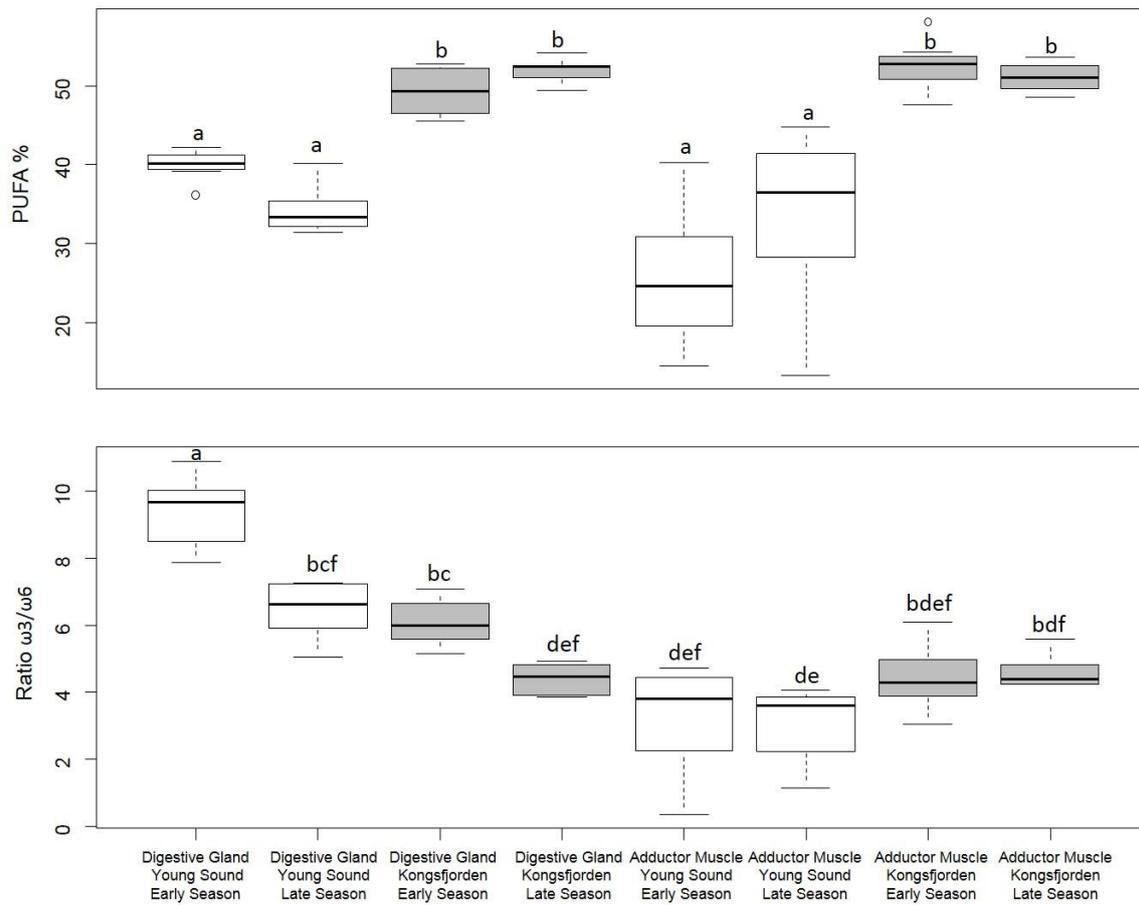 PUFA %
50
40
30
20
a
a
b
b
a
a
b
b
Ratio ω3/ω6
10
8
6
4
2
0
a
bcf
bc
def
def
de
bdef
bdf
Digestive Gland
Young Sound
Early Season
Digestive Gland
Young Sound
Late Season
Digestive Gland
Kongsfjorden
Early Season
Digestive Gland
Kongsfjorden
Late Season
Adductor Muscle
Young Sound
Early Season
Adductor Muscle
Young Sound
Late Season
Adductor Muscle
Kongsfjorden
Early Season
Adductor Muscle
Kongsfjorden
Late Season